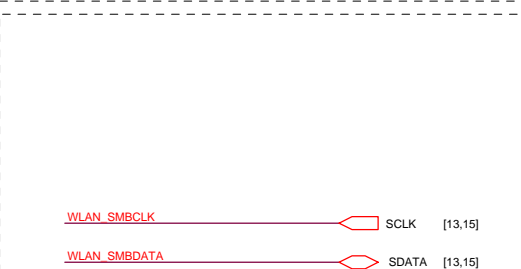 WLAN_SMBCLK SCLK [13,15]
WLAN_SMBDATA SDATA [13,15]